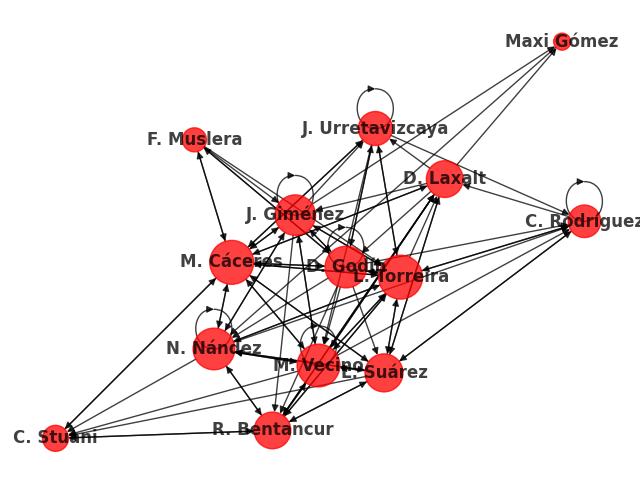 Maxi Gómez
J. Urretavizcaya
F. Muslera
D. Laxalt
J. Giménez
C. Rodríguez
M. Cáceres
D. Godín
L. Torreira
N. Nández
M. Vecino
L. Suárez
R. Bentancur
C. Stuani